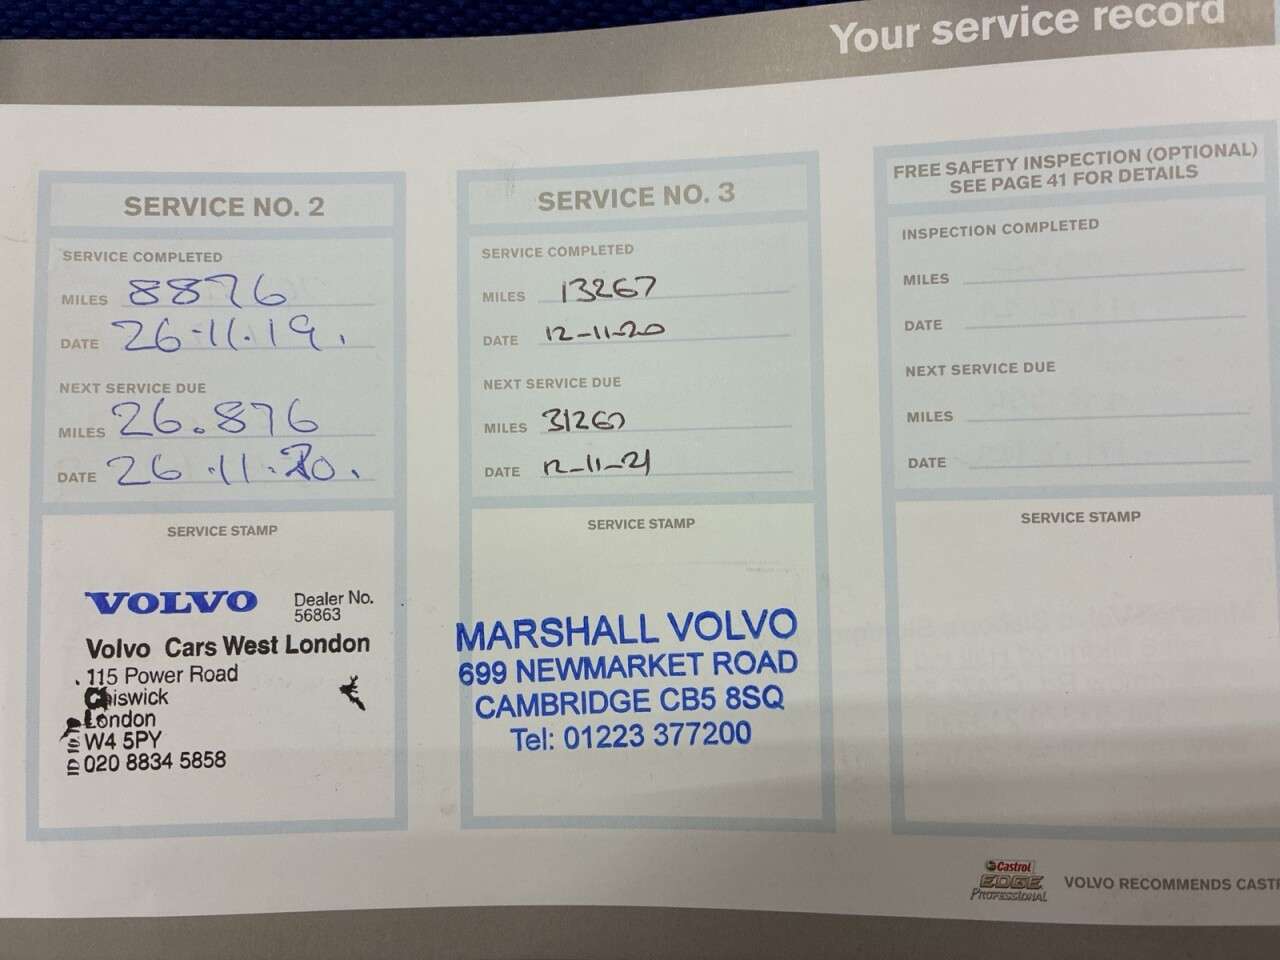 Your service record
SERVICE NO. 2
SERVICE COMPLETED
MILES 8876
DATE 26.11.19.
NEXT SERVICE DUE
MILES 26.876
DATE 26.11.20.
SERVICE STAMP
VOLVO Dealer No.
56863
Volvo Cars West London
115 Power Road
Chiswick
London
W4 5PY
020 8834 5858
SERVICE NO. 3
SERVICE COMPLETED
MILES 13267
DATE 12-11-20
NEXT SERVICE DUE
MILES 31267
DATE 12-11-21
SERVICE STAMP
MARSHALL VOLVO
699 NEWMARKET ROAD
CAMBRIDGE CB5 8SQ
Tel: 01223 377200
FREE SAFETY INSPECTION (OPTIONAL)
SEE PAGE 41 FOR DETAILS
INSPECTION COMPLETED
MILES
DATE
NEXT SERVICE DUE
MILES
DATE
SERVICE STAMP
Castrol
EDGE
PROFESSIONAL
VOLVO RECOMMENDS